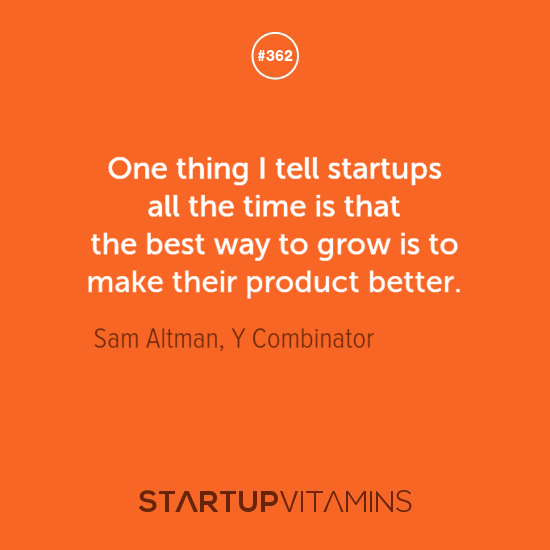 #362
One thing I tell startups
all the time is that
the best way to grow is to
make their product better.
Sam Altman, Y Combinator
STARTUPVITAMINS